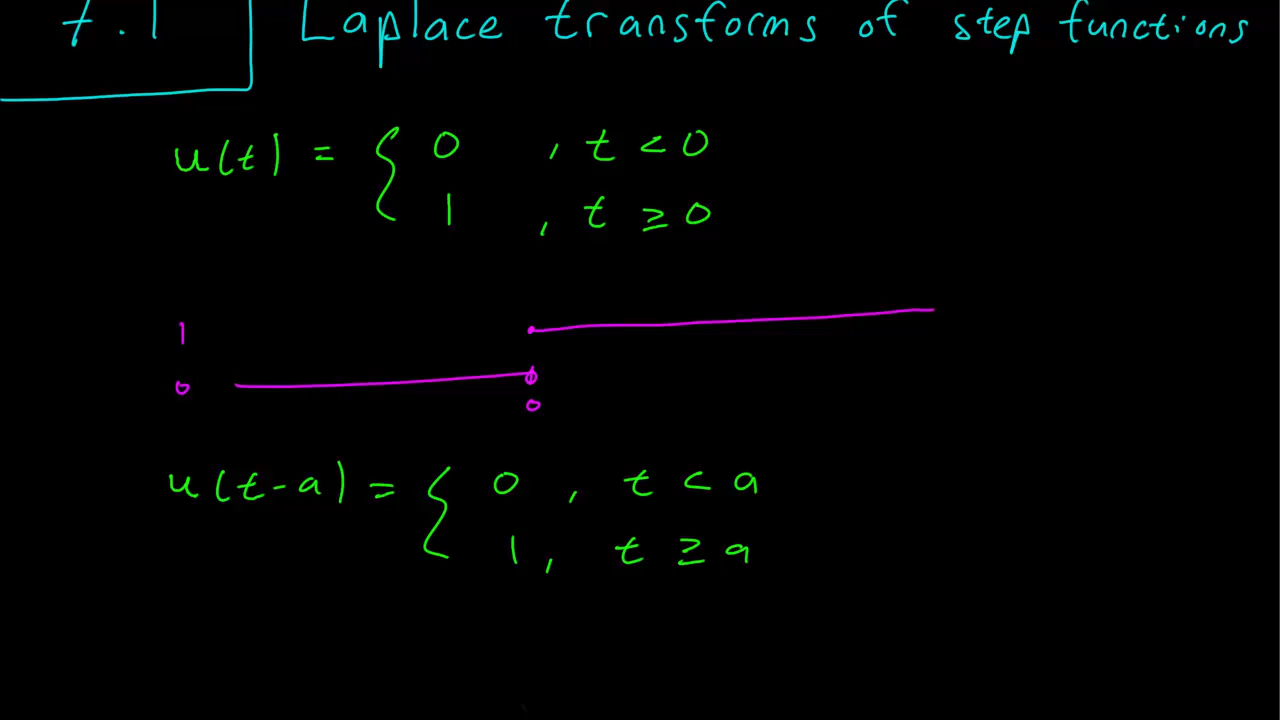 7.1 Laplace transforms of step functions
u(t) = { 0 , t < 0
1 , t ≥ 0
1
0
0
u(t-a) = { 0 , t < a
1, t ≥ a